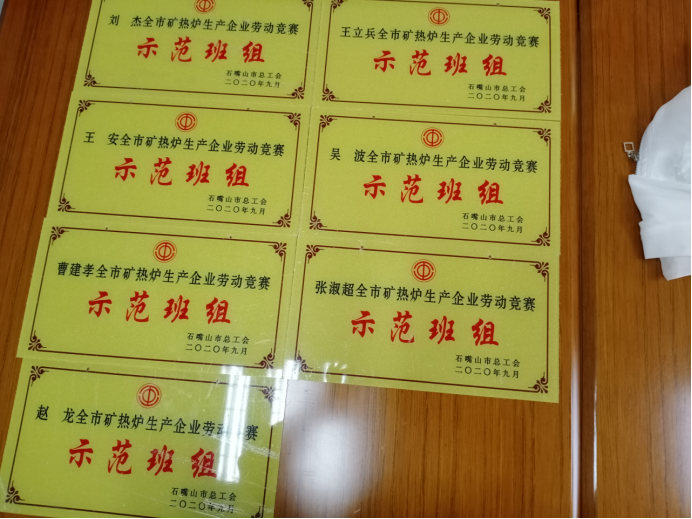 刘 杰全市矿热炉生产企业劳动竞赛
示范班组
石嘴山市总工会
二〇二〇年九月
王立兵全市矿热炉生产企业劳动竞赛
示范班组
石嘴山市总工会
二〇二〇年九月
王 安全市矿热炉生产企业劳动竞赛
示范班组
石嘴山市总工会
二〇二〇年九月
吴 波全市矿热炉生产企业劳动竞赛
示范班组
石嘴山市总工会
二〇二〇年九月
曹建孝全市矿热炉生产企业劳动竞赛
示范班组
石嘴山市总工会
二〇二〇年九月
张淑超全市矿热炉生产企业劳动竞赛
示范班组
石嘴山市总工会
二〇二〇年九月
赵 龙全市矿热炉生产企业劳动竞赛
示范班组
石嘴山市总工会
二〇二〇年九月